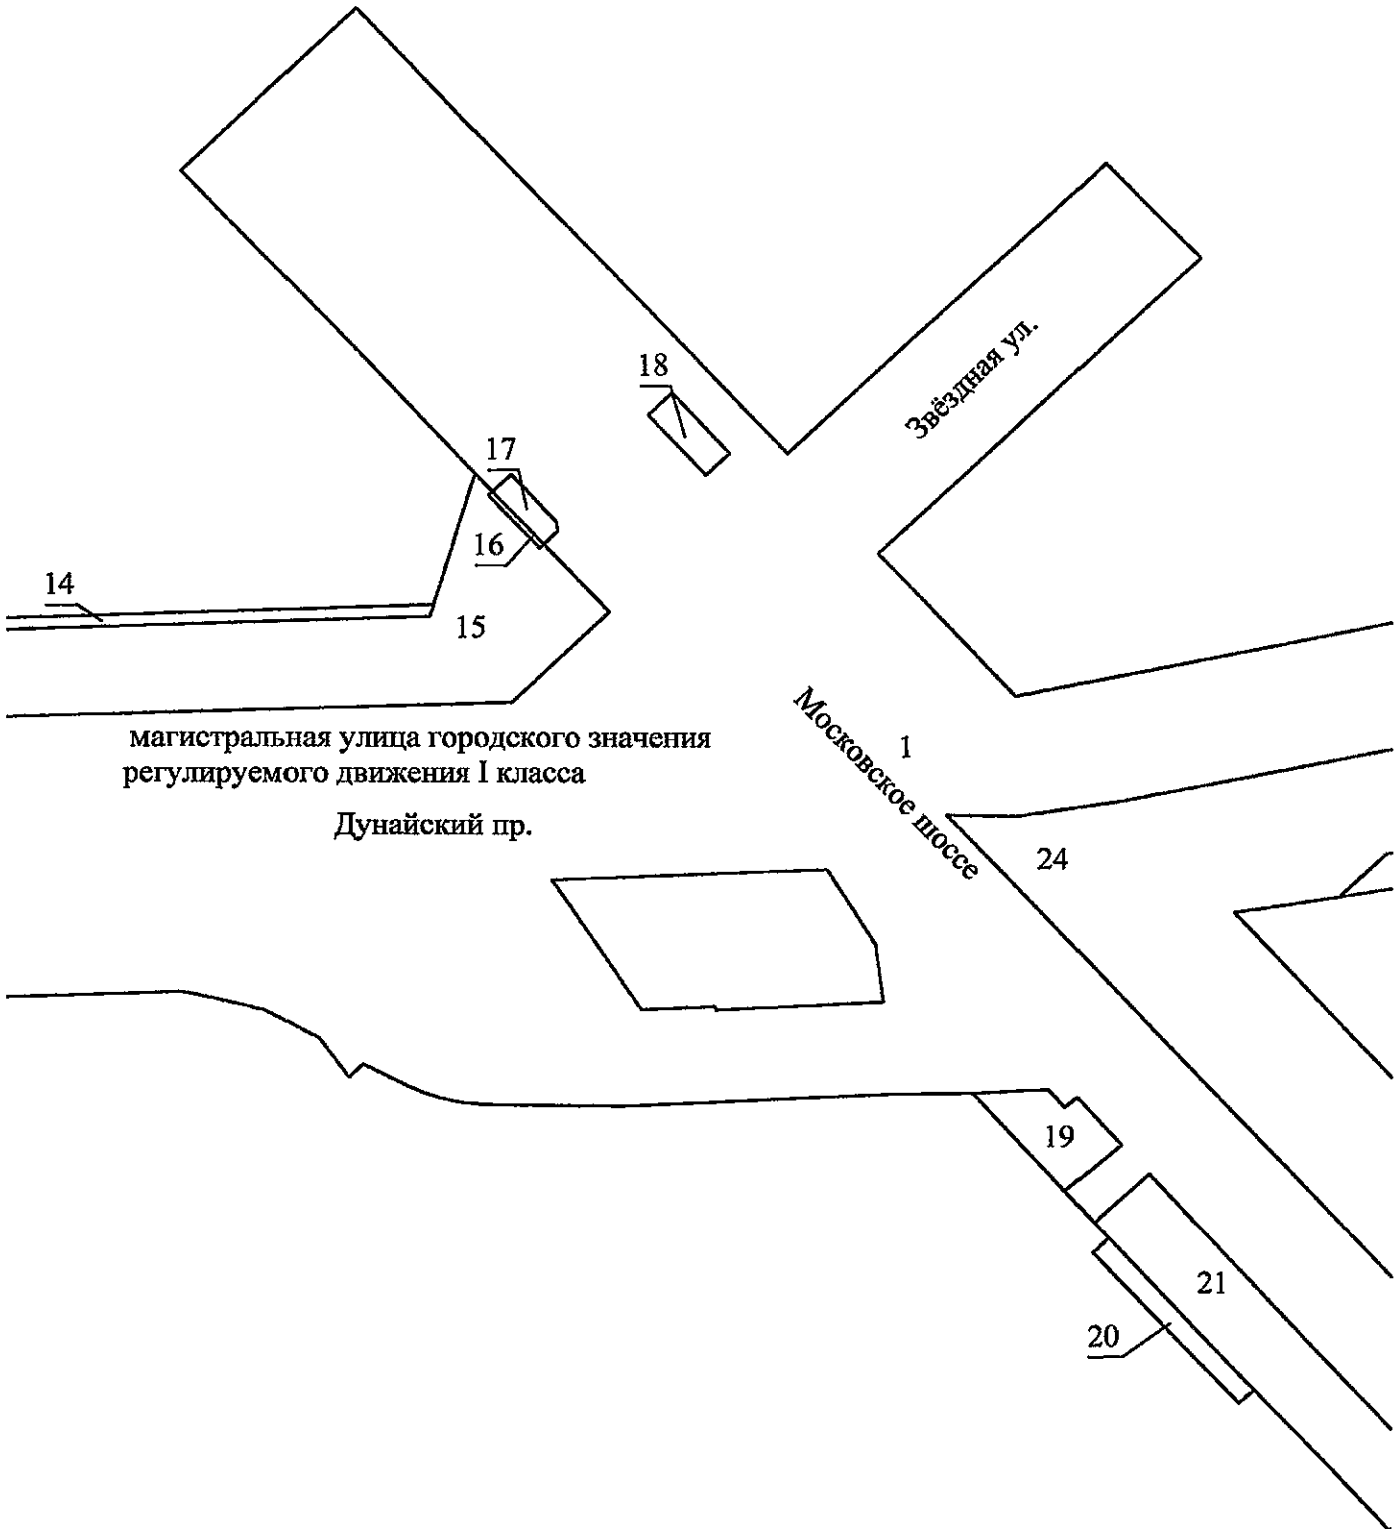 18
Звёздная ул.
17
16
14
15
Московское шоссе
1
магистральная улица городского значения
регулируемого движения I класса
Дунайский пр.
24
19
21
20